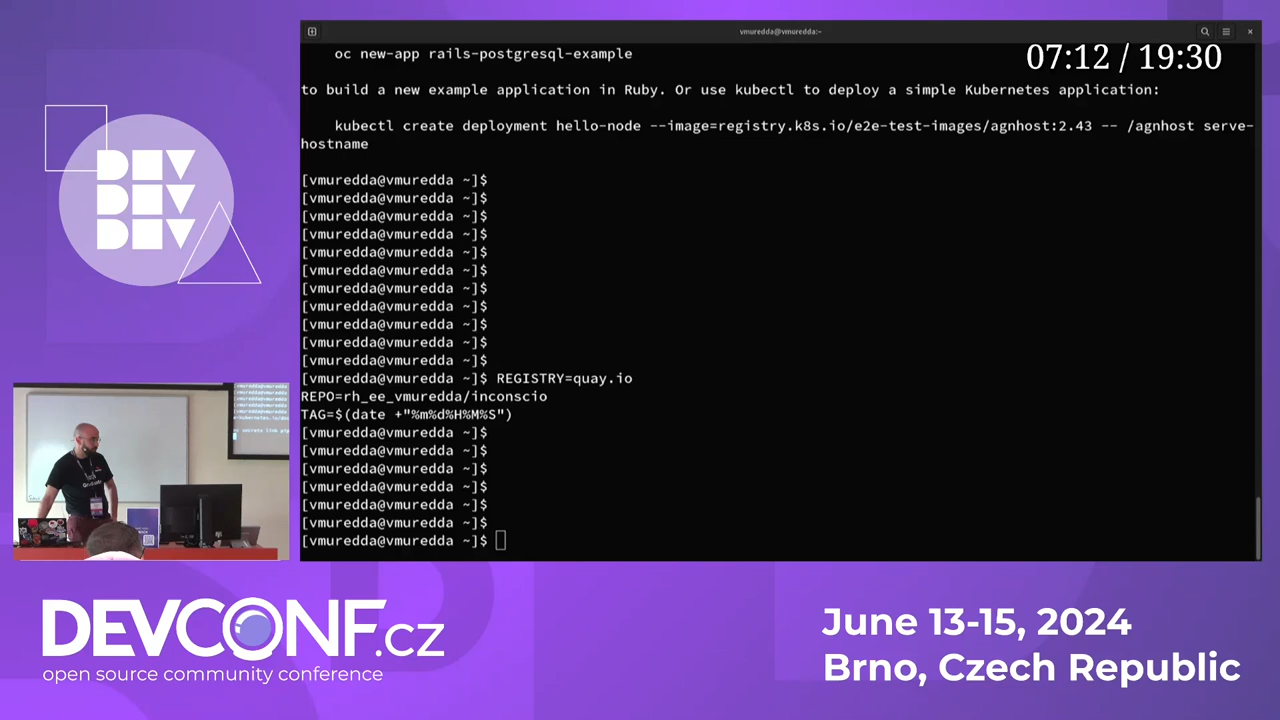 vmuredda@vmuredda:~
07:12 / 19:30
oc new-app rails-postgresql-example
to build a new example application in Ruby. Or use kubectl to deploy a simple Kubernetes application:
kubectl create deployment hello-node --image=registry.k8s.io/e2e-test-images/agnhost:2.43 -- /agnhost serve-
hostname
[vmuredda@vmuredda ~]$
[vmuredda@vmuredda ~]$
[vmuredda@vmuredda ~]$
[vmuredda@vmuredda ~]$
[vmuredda@vmuredda ~]$
[vmuredda@vmuredda ~]$
[vmuredda@vmuredda ~]$
[vmuredda@vmuredda ~]$
[vmuredda@vmuredda ~]$
[vmuredda@vmuredda ~]$
[vmuredda@vmuredda ~]$
[vmuredda@vmuredda ~]$ REGISTRY=quay.io
REPO=rh_ee_vmuredda/inconscio
TAG=$(date +"%m%d%H%M%S")
[vmuredda@vmuredda ~]$
[vmuredda@vmuredda ~]$
[vmuredda@vmuredda ~]$
[vmuredda@vmuredda ~]$
[vmuredda@vmuredda ~]$
[vmuredda@vmuredda ~]$
[vmuredda@vmuredda ~]$
DEV
DEV
DEV
DEVCONF.cz
open source community conference
June 13-15, 2024
Brno, Czech Republic